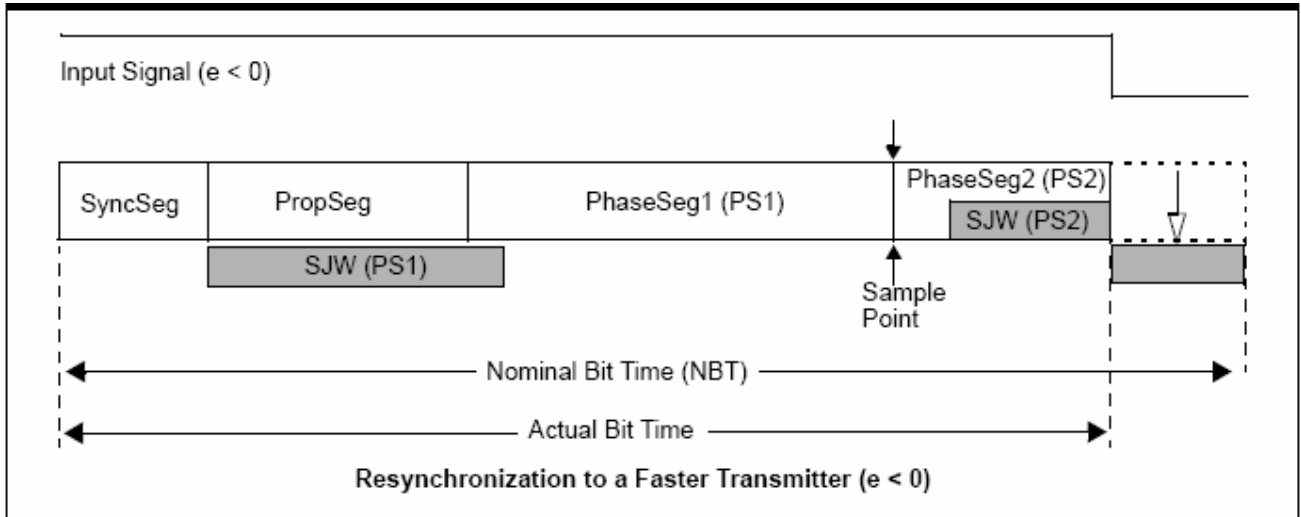 Input Signal (e < 0)
SyncSeg
PropSeg
PhaseSeg1 (PS1)
PhaseSeg2 (PS2)
SJW (PS2)
SJW (PS1)
Sample
Point
Nominal Bit Time (NBT)
Actual Bit Time
Resynchronization to a Faster Transmitter (e < 0)